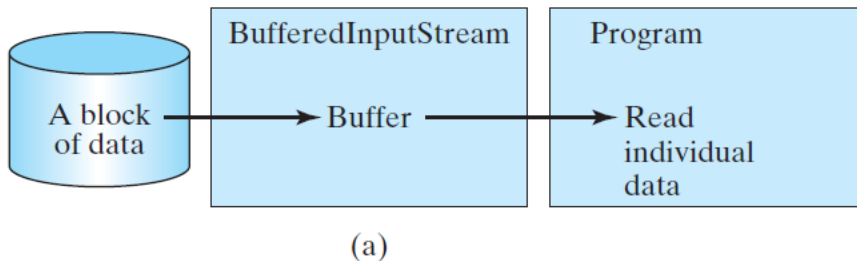 BufferedInputStream
Program
A block
of data
Buffer
Read
individual
data
(a)